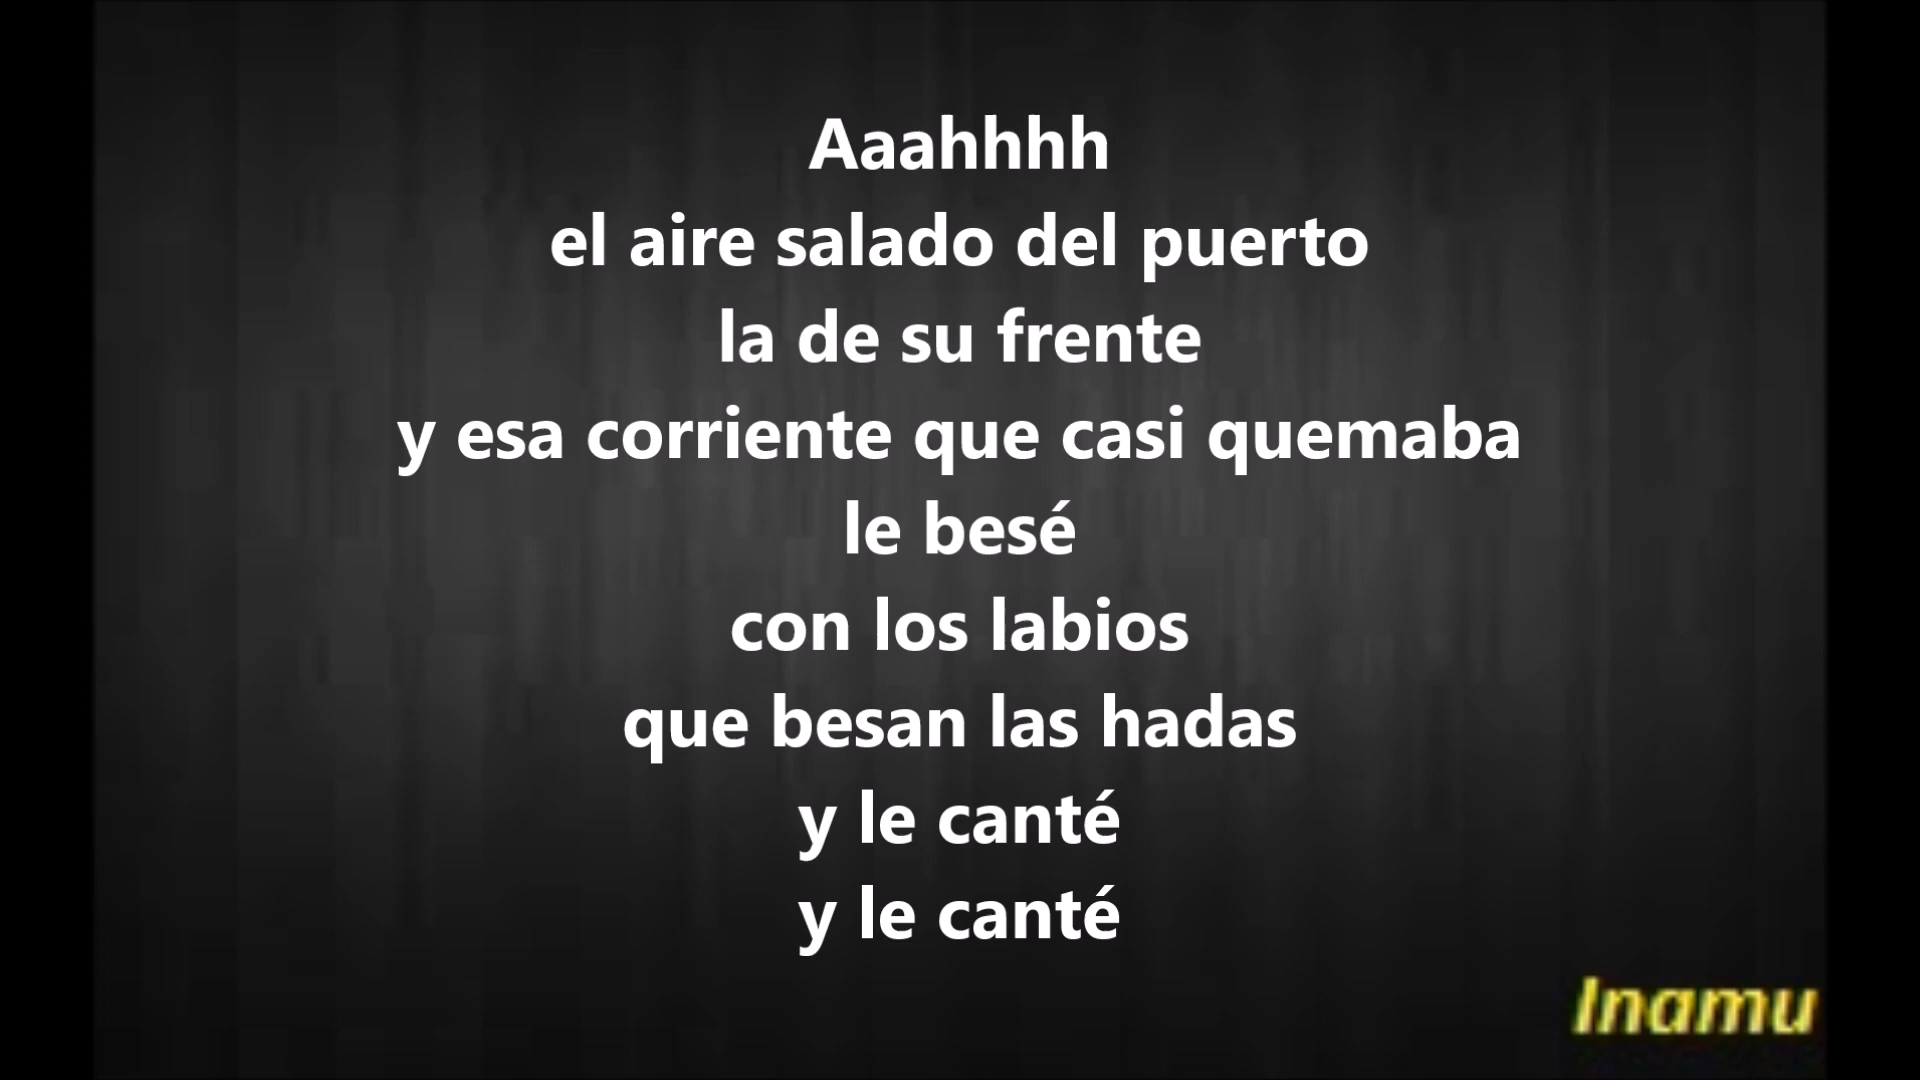 Aaahhhh
el aire salado del puerto
la de su frente
y esa corriente que casi quemaba
le besé
con los labios
que besan las hadas
y le canté
y le canté
Inamu